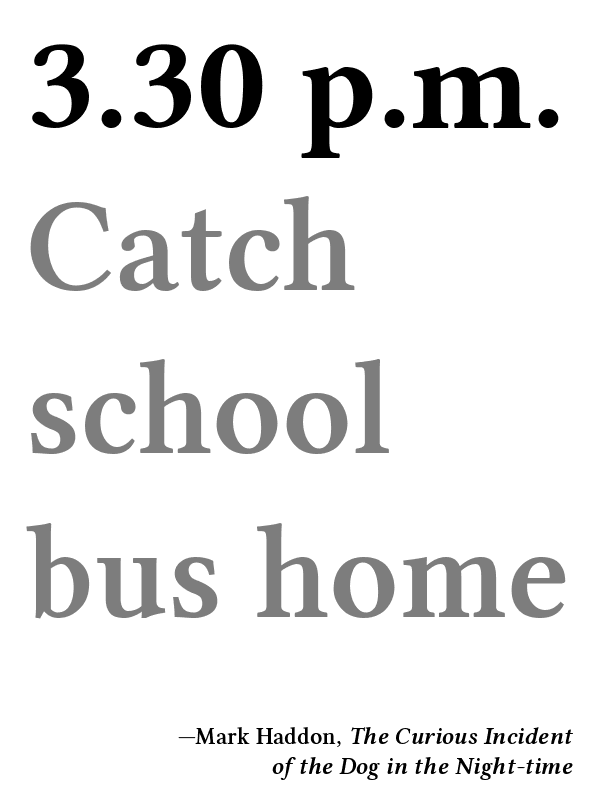 3.30 p.m.
Catch
school
bus home
—Mark Haddon, The Curious Incident
of the Dog in the Night-time